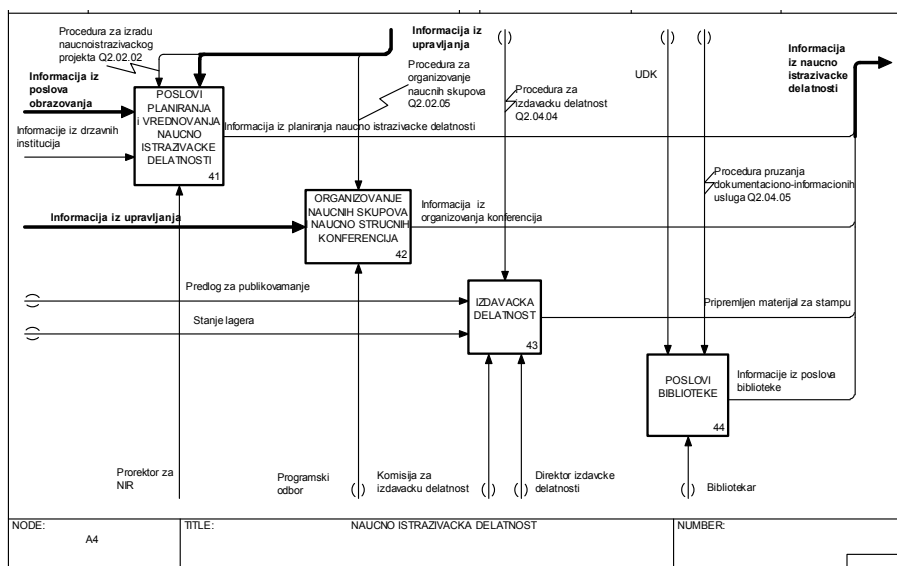 Procedura za izradu
naucnoistrazivackog
projekta Q2.02.02
Informacija iz
upravljanja
Informacija iz
naucno
istrazivacke
delatnosti
Procedura za
organizovanje
naucnih skupova
Q2.02.05
UDK
Informacija iz
poslova
obrazovanja
Procedura za
izdavacku delatnost
Q2.04.04
POSLOVI
PLANIRANJA
i VREDNOVANJA
NAUCNO
ISTRAZIVACKE
DELATNOSTI
41
Informacija iz planiranja naucno istrazivacke delatnosti
Informacije iz drzavnih
institucija
Procedura pruzanja
dokumentaciono-informacionih
usluga Q2.04.05
Informacija iz upravljanja
ORGANIZOVANJE
NAUCNIH SKUPOVA
I NAUCNO STRUCNIH
KONFERENCIJA
42
Informacija iz
organizovanja konferencija
Predlog za publikovamanje
Stanje lagera
IZDAVACKA
DELATNOST
43
Pripremljen materijal za stampu
POSLOVI
BIBLIOTEKE
44
Informacije iz poslova
biblioteke
Prorektor za
NIR
Programski
odbor
Komisija za
izdavacku delatnost
Direktor izdavcke
delatnosti
Bibliotekar
NODE:
A4
TITLE:
NAUCNO ISTRAZIVACKA DELATNOST
NUMBER: